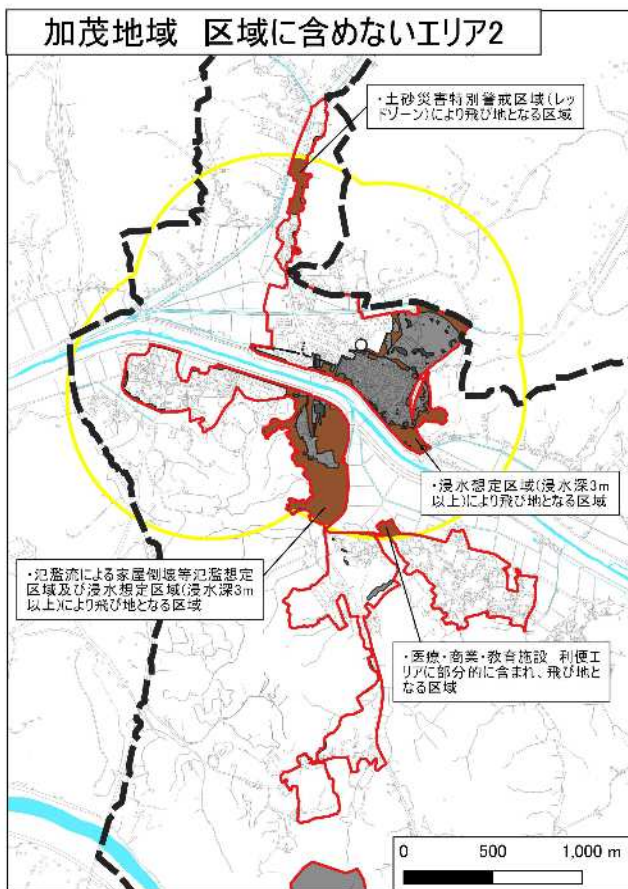 加茂地域 区域に含めないエリア2
・土砂災害特別警戒区域(レッ
ドゾーン)により飛び地となる区域
・浸水想定区域(浸水深3m
以上)により飛び地となる区域
・氾濫流による家屋倒壊等氾濫想定
区域及び浸水想定区域(浸水深3m
以上)により飛び地となる区域
・医療・商業・教育施設 利便エ
リアに部分的に含まれ、飛び地と
なる区域
0 500 1,000 m